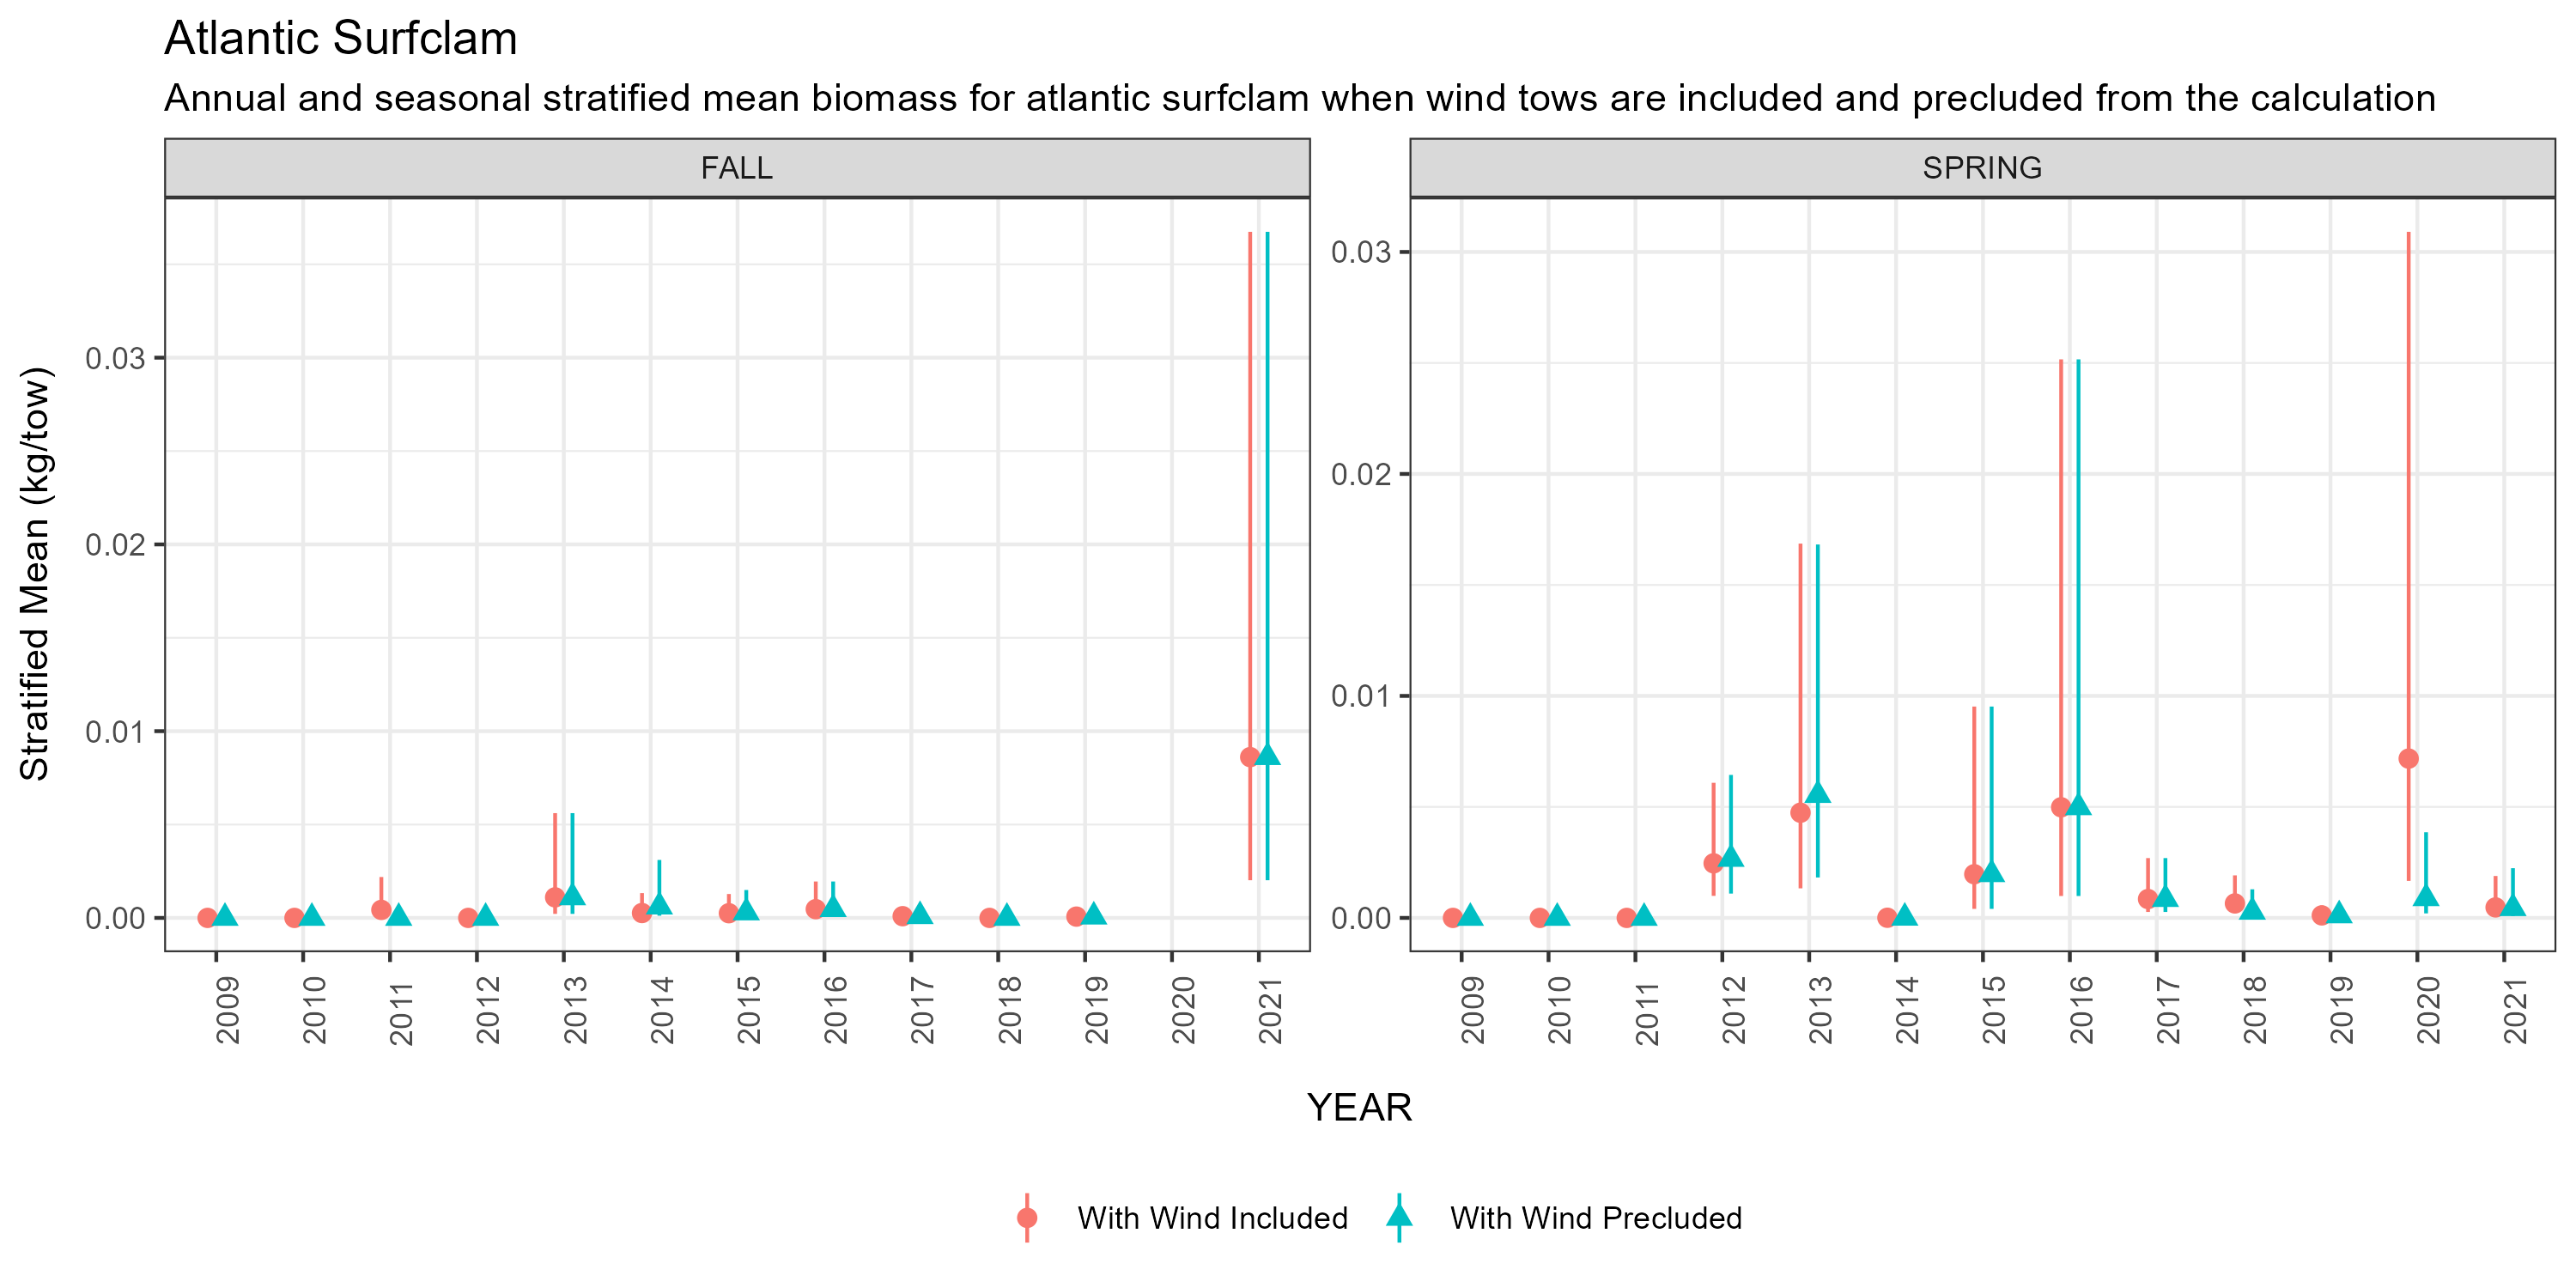 Atlantic Surfclam
Annual and seasonal stratified mean biomass for atlantic surfclam when wind tows are included and precluded from the calculation
FALL
SPRING
Stratified Mean (kg/tow)
0.03
0.02
0.01
0.00
0.03
0.02
0.01
0.00
2009 2010 2011 2012 2013 2014 2015 2016 2017 2018 2019 2020 2021
2009 2010 2011 2012 2013 2014 2015 2016 2017 2018 2019 2020 2021
YEAR
With Wind Included With Wind Precluded